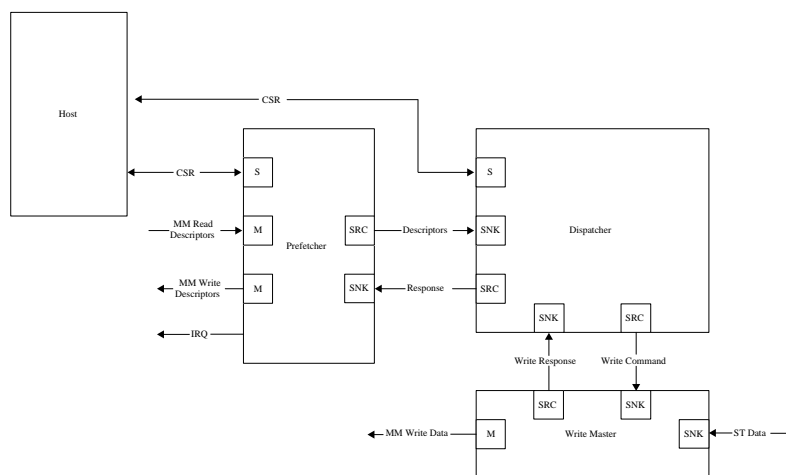 CSR
Host
CSR
S
S
MM Read
Descriptors
M
SRC
Descriptors
SNK
Dispatcher
Prefetcher
MM Write
Descriptors
M
SNK
Response
SRC
IRQ
SNK
SRC
Write Response
Write Command
SRC
SNK
MM Write Data
M
Write Master
SNK
ST Data